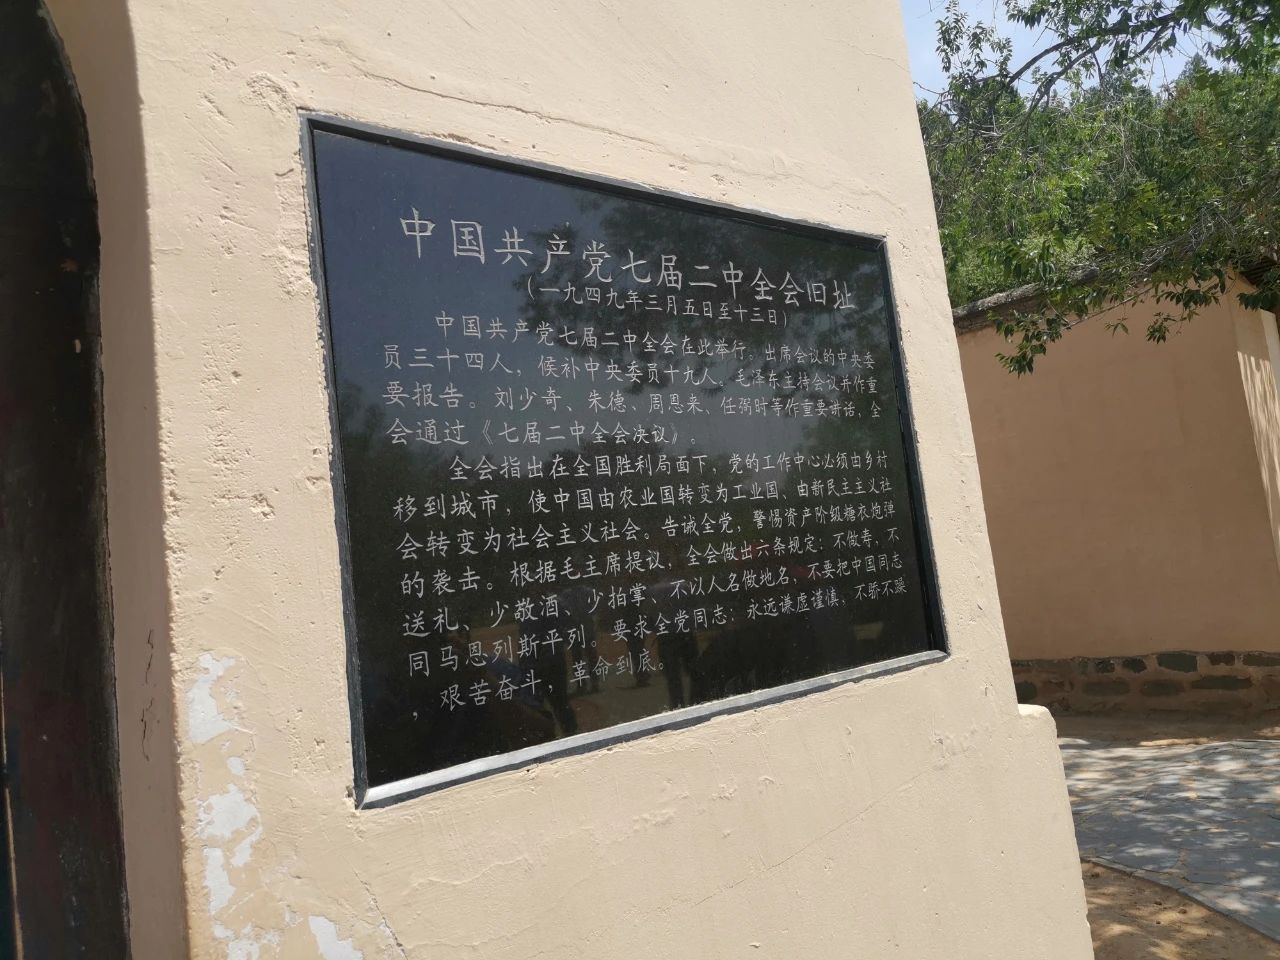 中国共产党七届二中全会旧址
(一九四九年三月五日至十三日)
中国共产党七届二中全会在此举行。出席会议的中央委
员三十四人，候补中央委员十九人。毛泽东主持会议并作重
要报告。刘少奇、朱德、周恩来、任弼时等作重要讲话，全
会通过《七届二中全会决议》。
全会指出在全国胜利局面下，党的工作中心必须由乡村
移到城市，使中国由农业国转变为工业国、由新民主主义社
会转变为社会主义社会。告诫全党，警惕资产阶级糖衣炮弹
的袭击。根据毛主席提议，全会做出六条规定：不做寿、不
送礼、少敬酒、少拍掌、不以人名做地名，不要把中国同志
同马恩列斯平列。要求全党同志：永远谦虚谨慎，不骄不躁
，艰苦奋斗，革命到底。